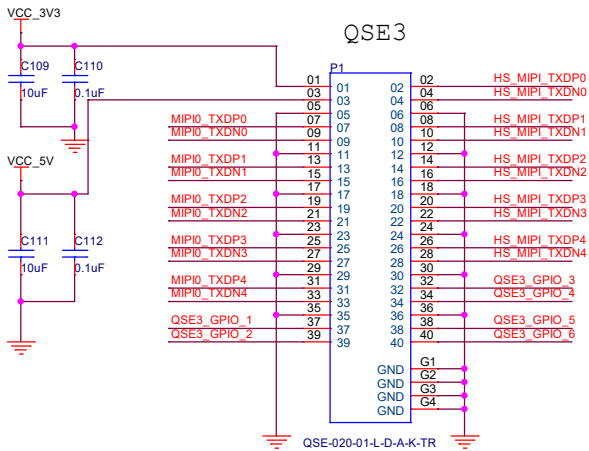 VCC_3V3
QSE3
C109
C110
10uF
0.1uF
VCC_5V
C111
C112
10uF
0.1uF
P1
01 01 02 02 HS_MIPI_TXDP0
03 03 04 04 HS_MIPI_TXDN0
05 05 06 06
MIPI0_TXDP0 07 07 08 08 HS_MIPI_TXDP1
MIPI0_TXDN0 09 09 10 10 HS_MIPI_TXDN1
11 11 12 12
MIPI0_TXDP1 13 13 14 14 HS_MIPI_TXDP2
MIPI0_TXDN1 15 15 16 16 HS_MIPI_TXDN2
17 17 18 18
MIPI0_TXDP2 19 19 20 20 HS_MIPI_TXDP3
MIPI0_TXDN2 21 21 22 22 HS_MIPI_TXDN3
23 23 24 24
MIPI0_TXDP3 25 25 26 26 HS_MIPI_TXDP4
MIPI0_TXDN3 27 27 28 28 HS_MIPI_TXDN4
29 29 30 30
MIPI0_TXDP4 31 31 32 32 QSE3_GPIO_3
MIPI0_TXDN4 33 33 34 34 QSE3_GPIO_4
35 35 36 36
QSE3_GPIO_1 37 37 38 38 QSE3_GPIO_5
QSE3_GPIO_2 39 39 40 40 QSE3_GPIO_6
GND G1
GND G2
GND G3
GND G4
QSE-020-01-L-D-A-K-TR